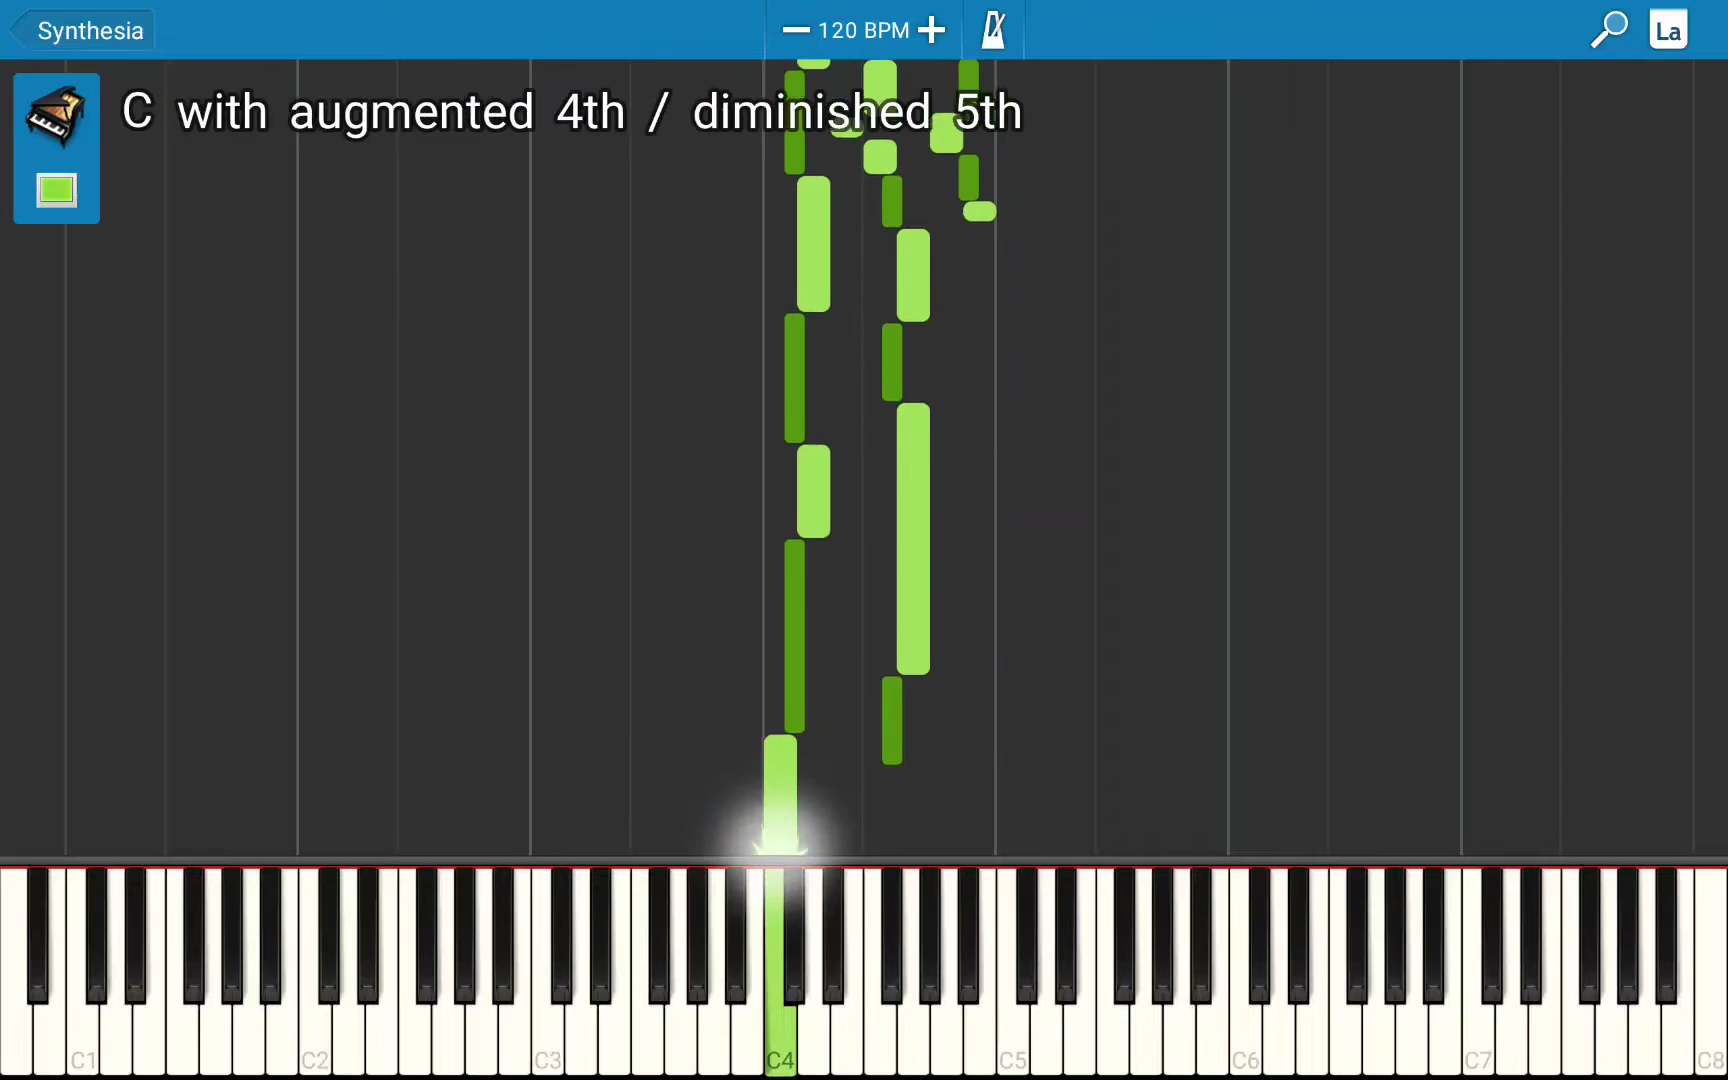 Synthesia
120 BPM
La
C with augmented 4th / diminished 5th
C1 C2 C3 C4 C5 C6 C7 C8